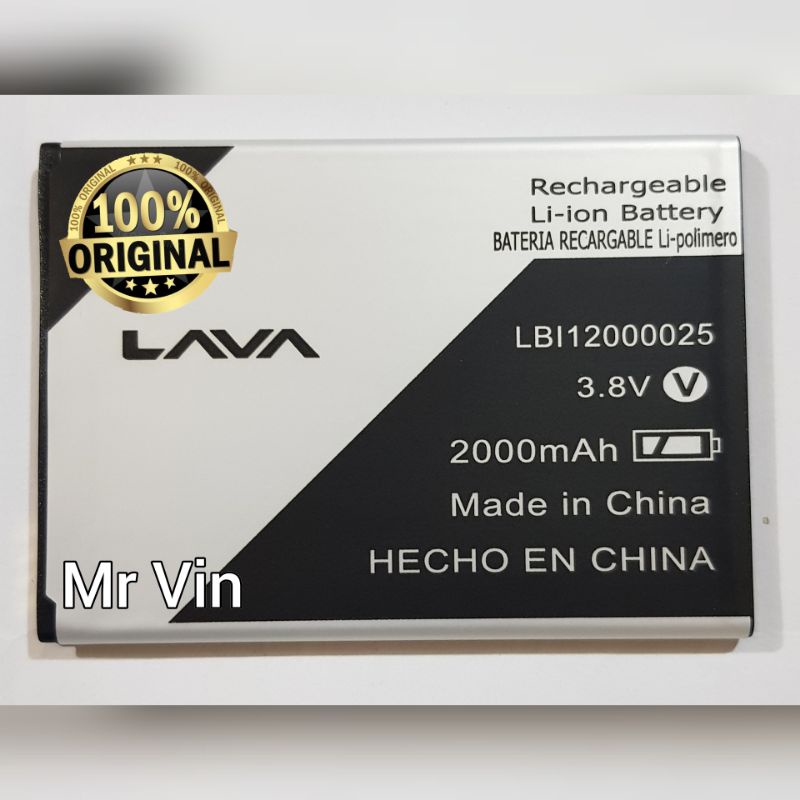 100% ORIGINAL
100% ORIGINAL
100%
ORIGINAL
Rechargeable
Li-ion Battery
BATERIA RECARGABLE Li-polimero
LAVA
LBI12000025
3.8V V
2000mAh
Made in China
HECHO EN CHINA
Mr Vin